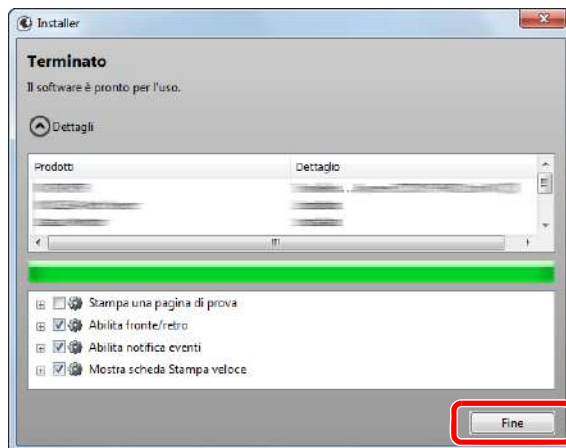 Installer
Terminato
Il software è pronto per l'uso.
Dettagli
Prodotti Dettaglio
Stampa una pagina di prova
Abilita fronte/retro
Abilita notifica eventi
Mostra scheda Stampa veloce
Fine